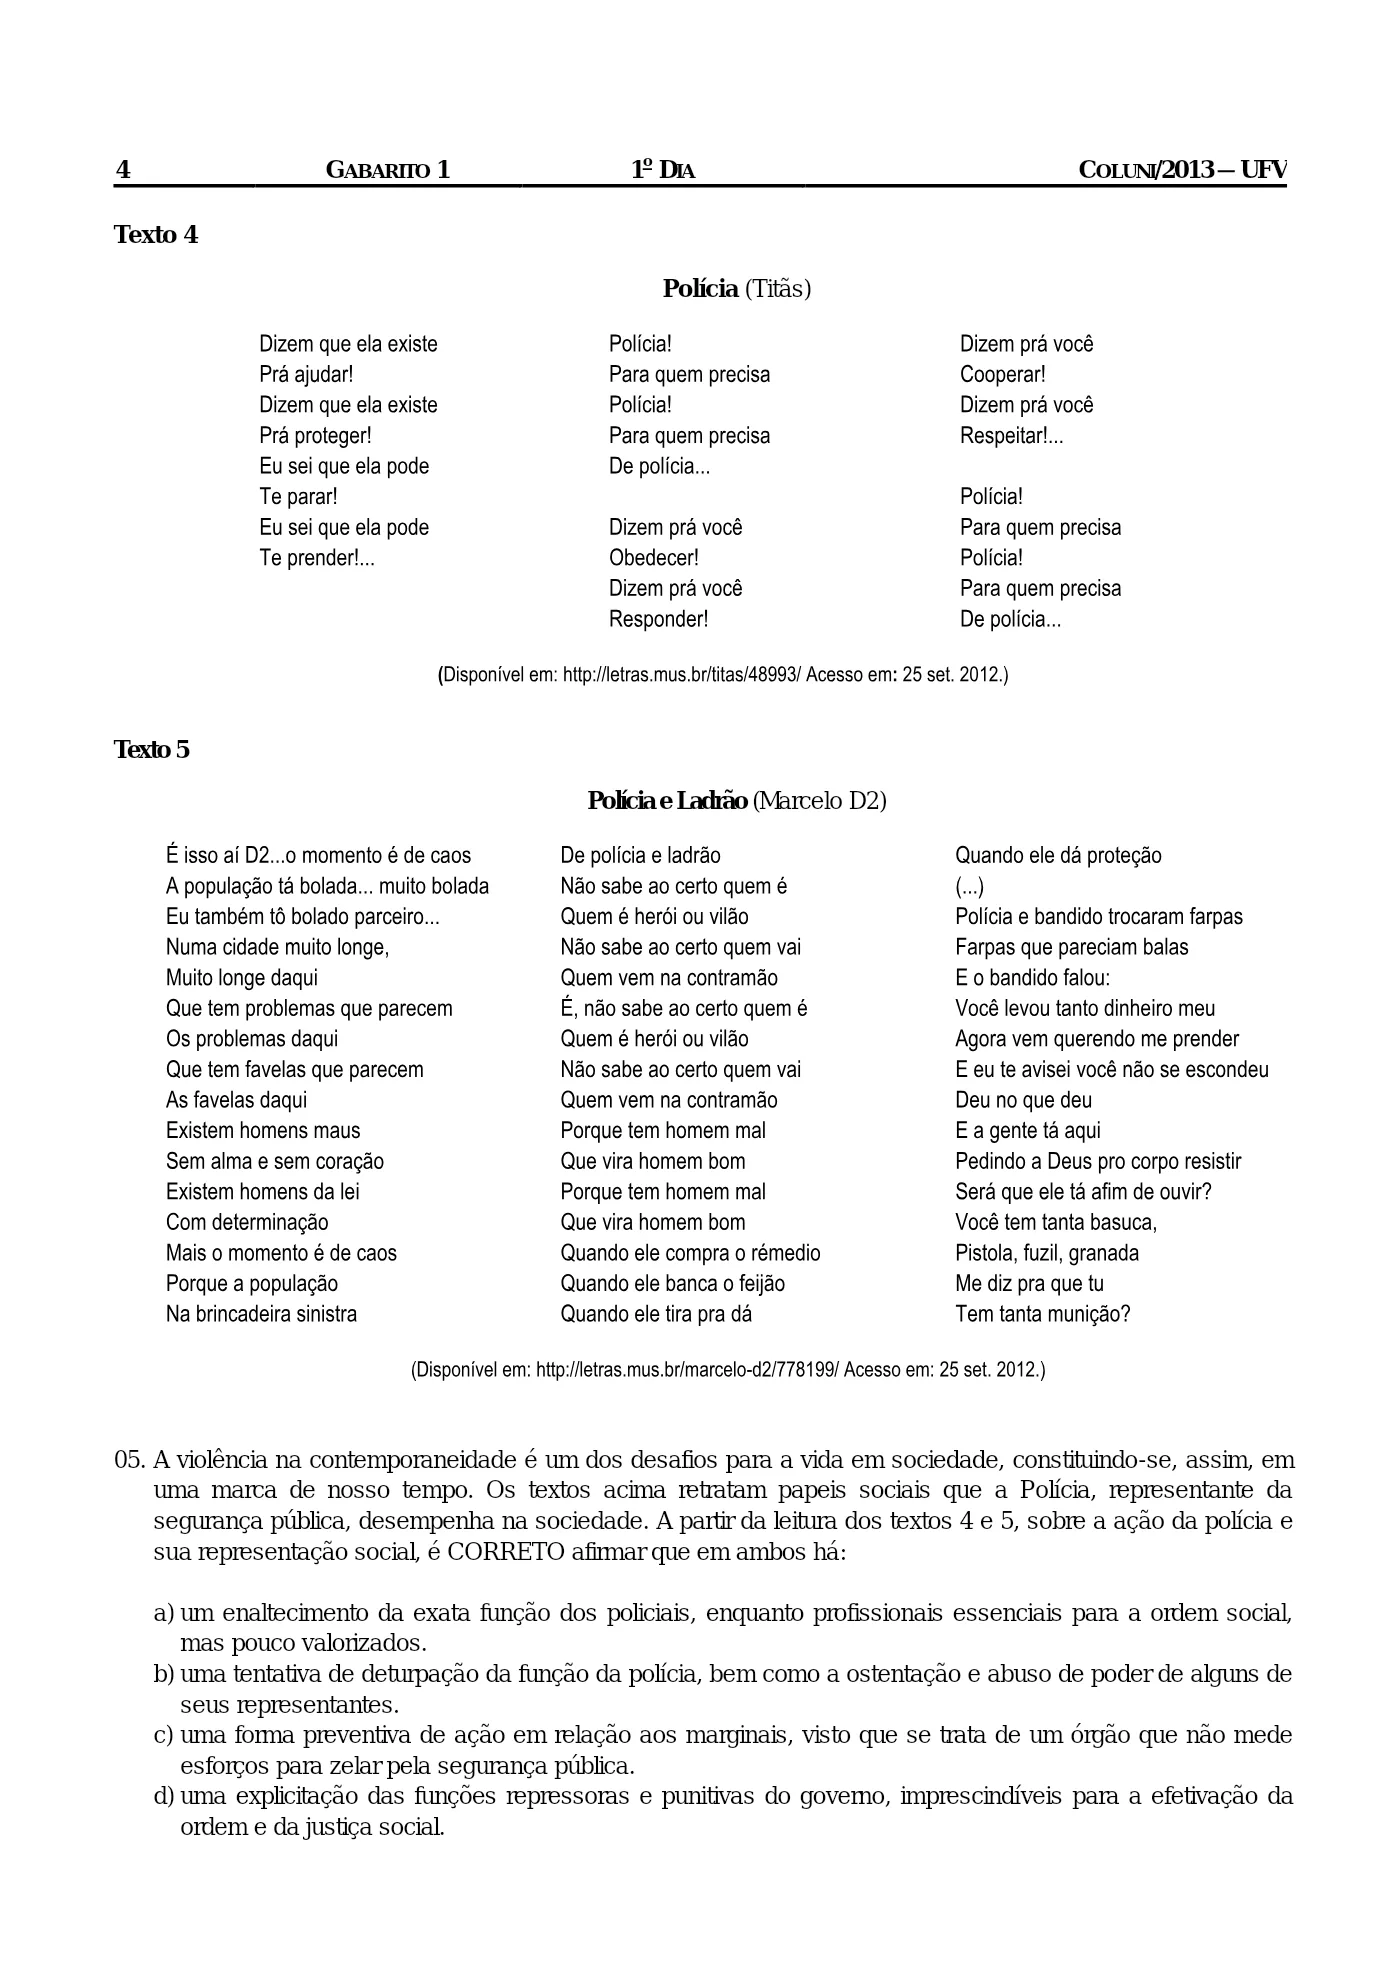 4 GABARITO 1 1º DIA COLUNI/2013 — UFV
Texto 4
Polícia (Titãs)
Dizem que ela existe
Prá ajudar!
Dizem que ela existe
Prá proteger!
Eu sei que ela pode
Te parar!
Eu sei que ela pode
Te prender!...
Polícia!
Para quem precisa
Polícia!
Para quem precisa
De polícia...
Dizem prá você
Obedecer!
Dizem prá você
Responder!
Dizem prá você
Cooperar!
Dizem prá você
Respeitar!...
Polícia!
Para quem precisa
Polícia!
Para quem precisa
De polícia...
(Disponível em: http://letras.mus.br/titas/48993/ Acesso em: 25 set. 2012.)
Texto 5
Polícia e Ladrão (Marcelo D2)
É isso aí D2...o momento é de caos
A população tá bolada... muito bolada
Eu também tô bolado parceiro...
Numa cidade muito longe,
Muito longe daqui
Que tem problemas que parecem
Os problemas daqui
Que tem favelas que parecem
As favelas daqui
Existem homens maus
Sem alma e sem coração
Existem homens da lei
Com determinação
Mais o momento é de caos
Porque a população
Na brincadeira sinistra
De polícia e ladrão
Não sabe ao certo quem é
Quem é herói ou vilão
Não sabe ao certo quem vai
Quem vem na contramão
É, não sabe ao certo quem é
Quem é herói ou vilão
Não sabe ao certo quem vai
Quem vem na contramão
Porque tem homem mal
Que vira homem bom
Porque tem homem mal
Que vira homem bom
Quando ele compra o rémedio
Quando ele banca o feijão
Quando ele tira pra dá
Quando ele dá proteção
(...)
Polícia e bandido trocaram farpas
Farpas que pareciam balas
E o bandido falou:
Você levou tanto dinheiro meu
Agora vem querendo me prender
E eu te avisei você não se escondeu
Deu no que deu
E a gente tá aqui
Pedindo a Deus pro corpo resistir
Será que ele tá afim de ouvir?
Você tem tanta basuca,
Pistola, fuzil, granada
Me diz pra que tu
Tem tanta munição?
(Disponível em: http://letras.mus.br/marcelo-d2/778199/ Acesso em: 25 set. 2012.)
05. A violência na contemporaneidade é um dos desafios para a vida em sociedade, constituindo-se, assim, em
uma marca de nosso tempo. Os textos acima retratam papeis sociais que a Polícia, representante da
segurança pública, desempenha na sociedade. A partir da leitura dos textos 4 e 5, sobre a ação da polícia e
sua representação social, é CORRETO afirmar que em ambos há:
a) um enaltecimento da exata função dos policiais, enquanto profissionais essenciais para a ordem social,
mas pouco valorizados.
b) uma tentativa de deturpação da função da polícia, bem como a ostentação e abuso de poder de alguns de
seus representantes.
c) uma forma preventiva de ação em relação aos marginais, visto que se trata de um órgão que não mede
esforços para zelar pela segurança pública.
d) uma explicitação das funções repressoras e punitivas do governo, imprescindíveis para a efetivação da
ordem e da justiça social.